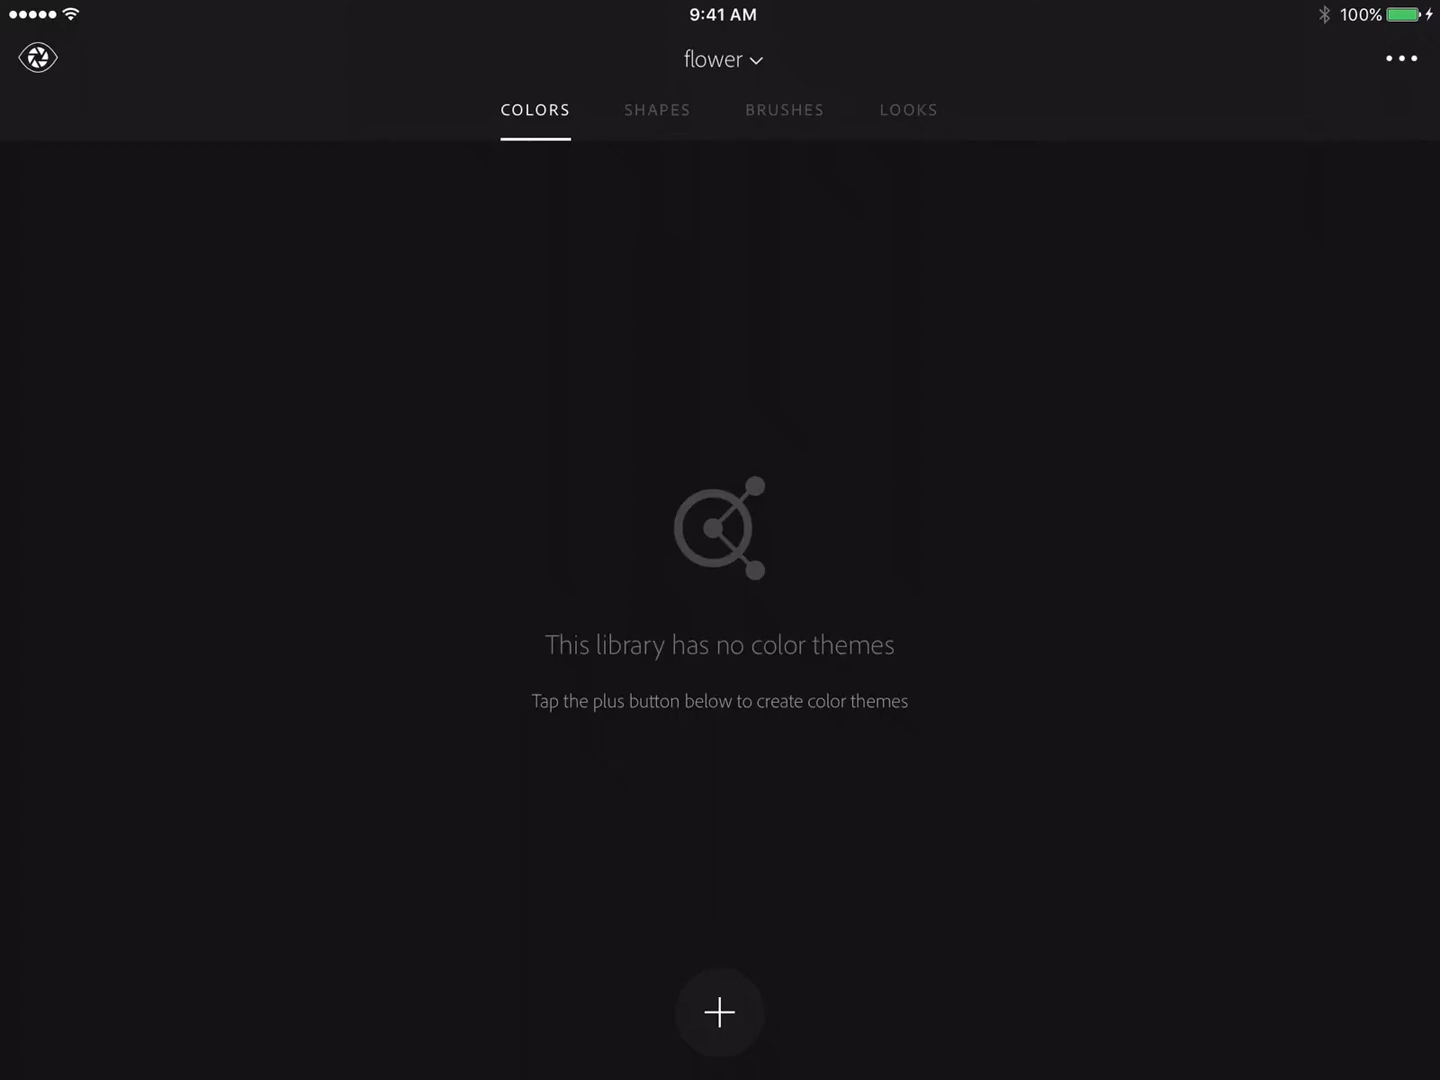 9:41 AM
100%
flower
COLORS SHAPES BRUSHES LOOKS
This library has no color themes
Tap the plus button below to create color themes